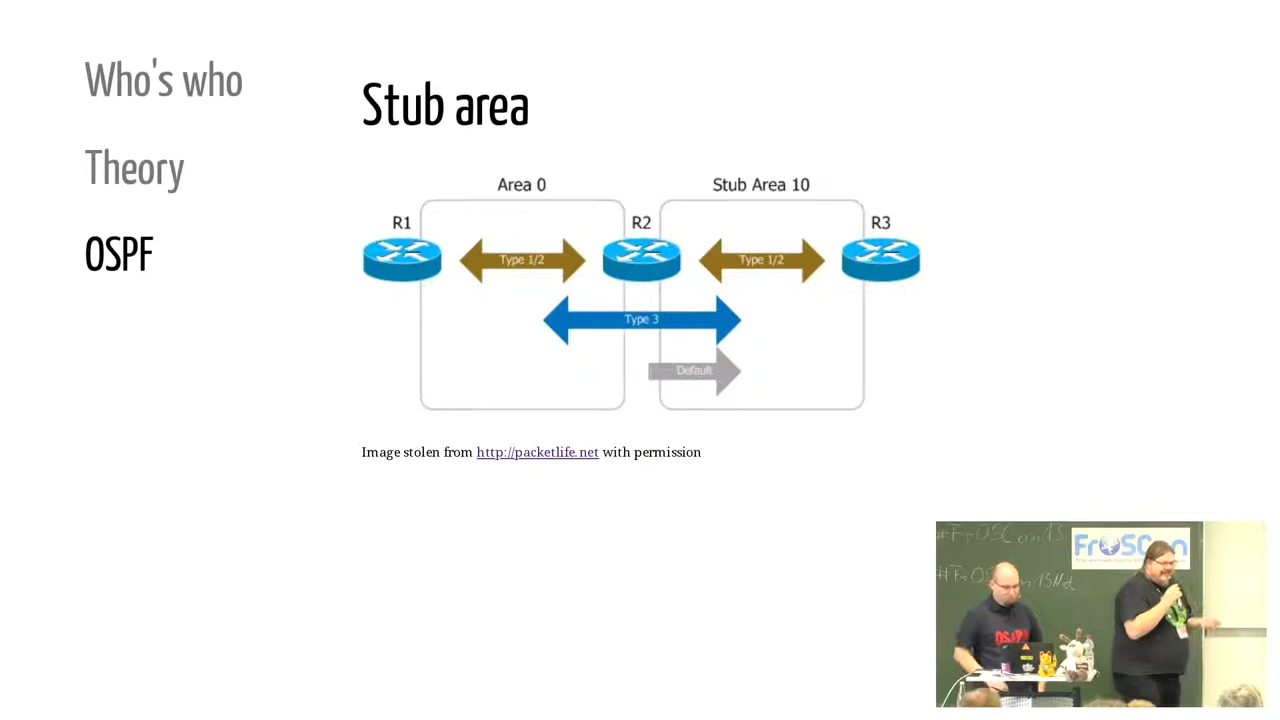 Who's who
Theory
OSPF
Stub area
Area 0
Stub Area 10
R1
R2
R3
Type 1/2
Type 1/2
Type 3
Default
Image stolen from http://packetlife.net with permission
FrOSCon